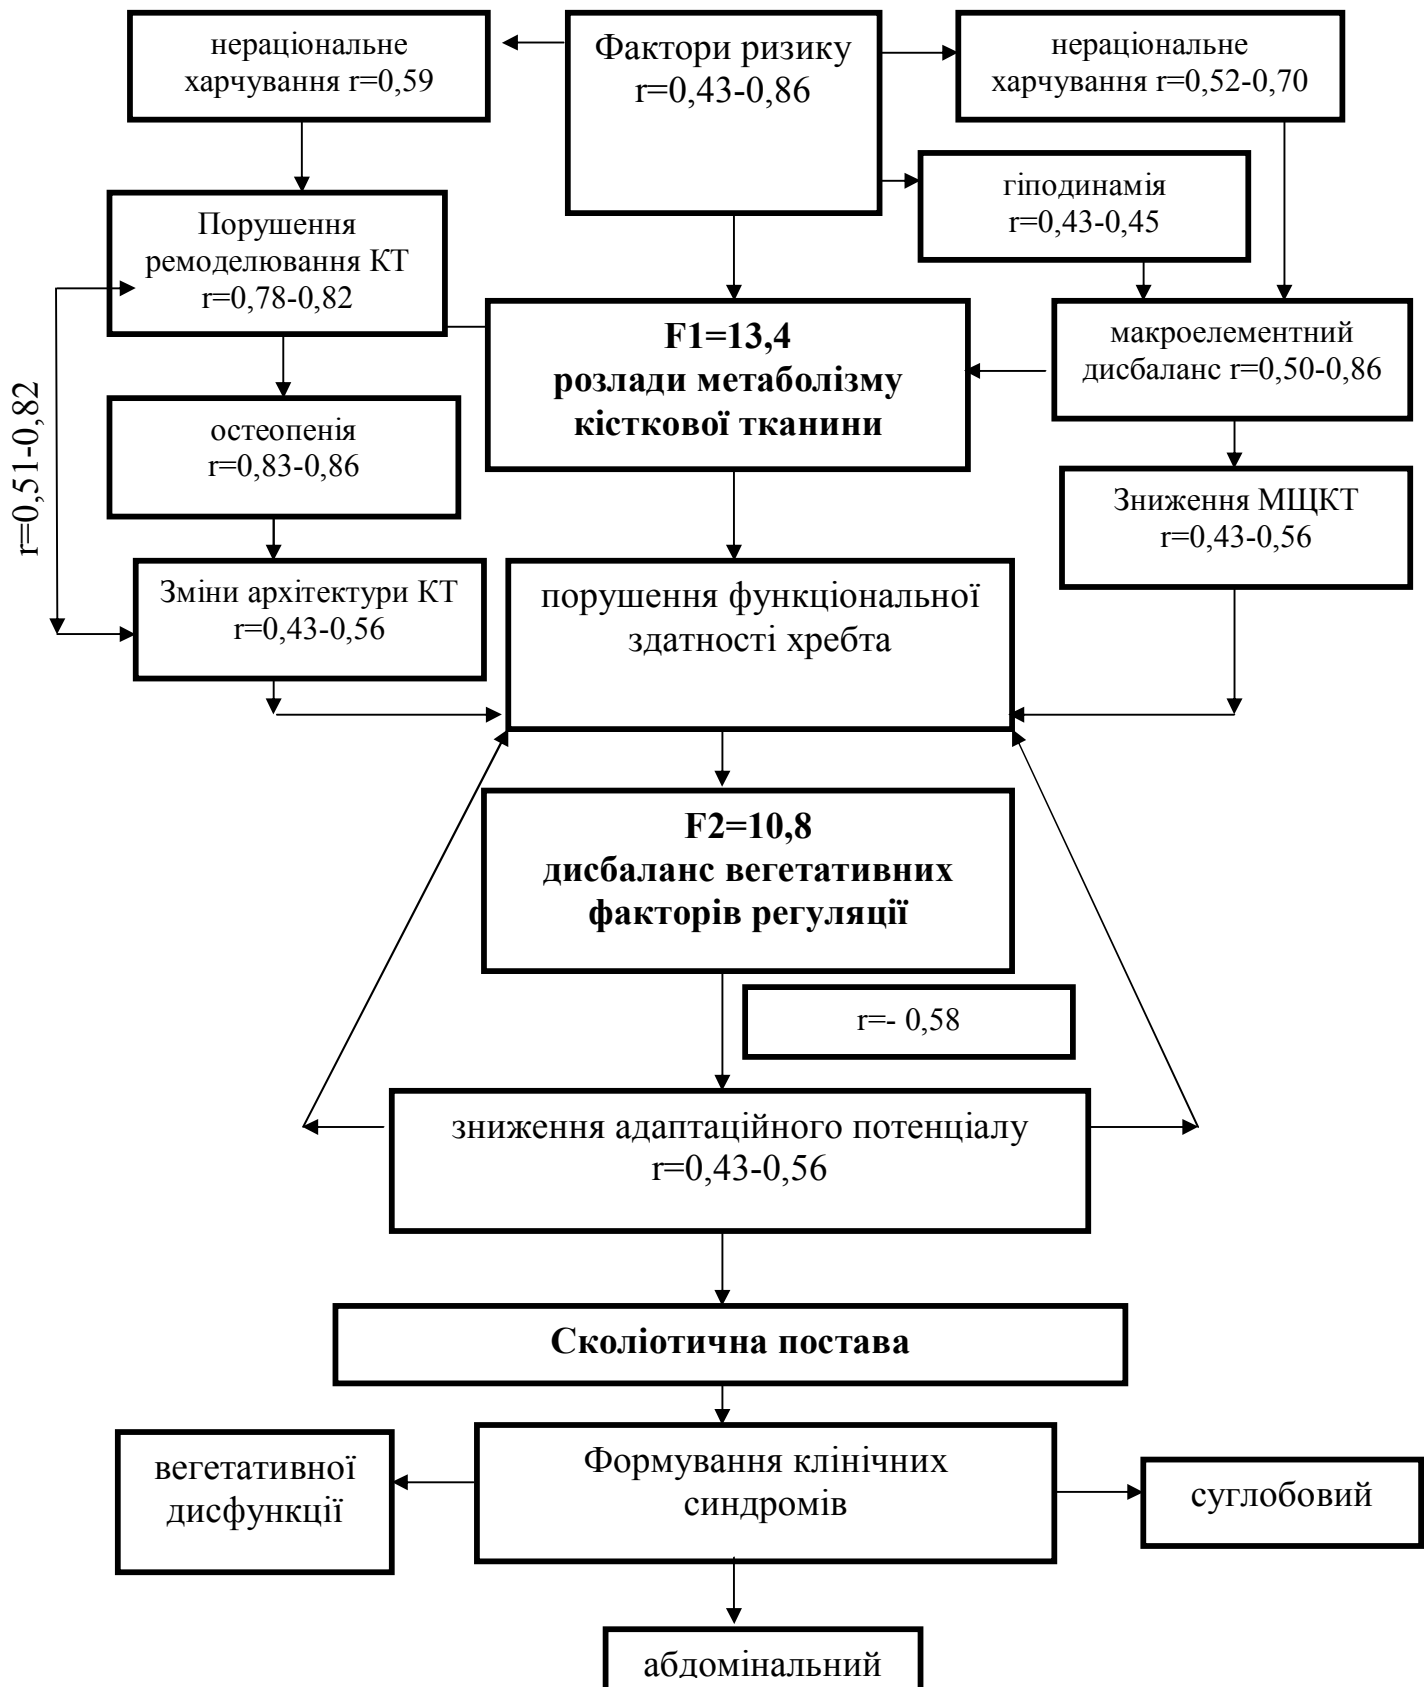 нераціональне
харчування r=0,59
Фактори ризику
r=0,43-0,86
нераціональне
харчування r=0,52-0,70
гіподинамія
r=0,43-0,45
Порушення
ремоделювання КТ
r=0,78-0,82
F1=13,4
розлади метаболізму
кісткової тканини
макроелементний
дисбаланс r=0,50-0,86
r=0,51-0,82
остеопенія
r=0,83-0,86
Зниження МЩКТ
r=0,43-0,56
Зміни архітектури КТ
r=0,43-0,56
порушення функціональної
здатності хребта
F2=10,8
дисбаланс вегетативних
факторів регуляції
r=- 0,58
зниження адаптаційного потенціалу
r=0,43-0,56
Сколіотична постава
Формування клінічних
синдромів
вегетативної
дисфункції
суглобовий
абдомінальний